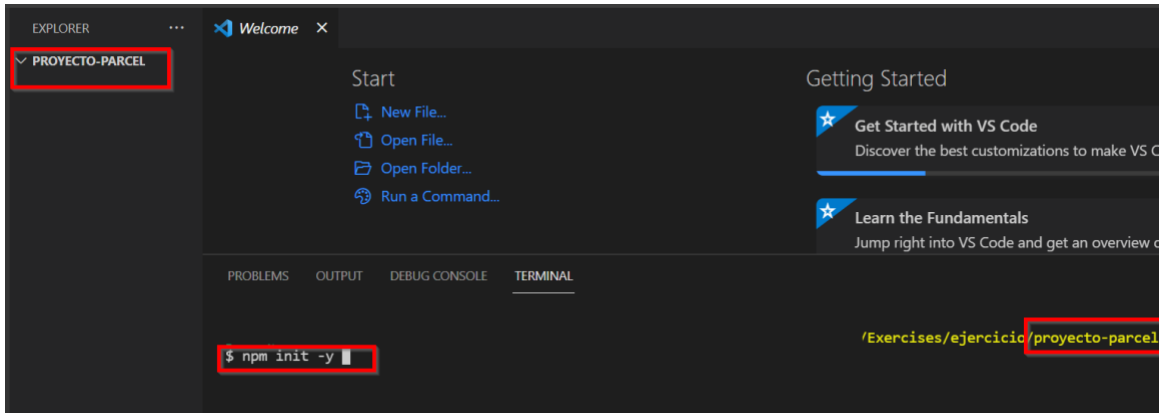 EXPLORER ...
PROYECTO-PARCEL
Welcome
Start
New File...
Open File...
Open Folder...
Run a Command...
Getting Started
Get Started with VS Code
Discover the best customizations to make VS C
Learn the Fundamentals
Jump right into VS Code and get an overview
PROBLEMS OUTPUT DEBUG CONSOLE TERMINAL
/Exercises/ejercicio/proyecto-parcel
$ npm init -y